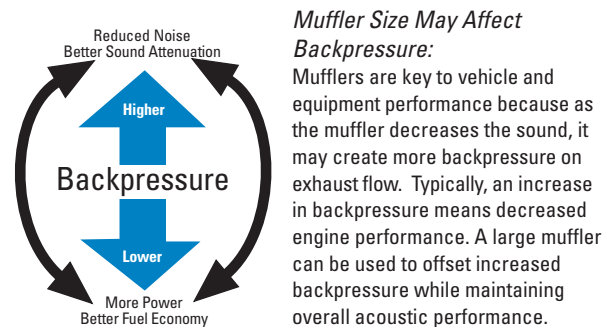 Reduced Noise
Better Sound Attenuation
Higher
Backpressure
Lower
More Power
Better Fuel Economy
Muffler Size May Affect
Backpressure:
Mufflers are key to vehicle and
equipment performance because as
the muffler decreases the sound, it
may create more backpressure on
exhaust flow.  Typically, an increase
in backpressure means decreased
engine performance. A large muffler
can be used to offset increased
backpressure while maintaining
overall acoustic performance.